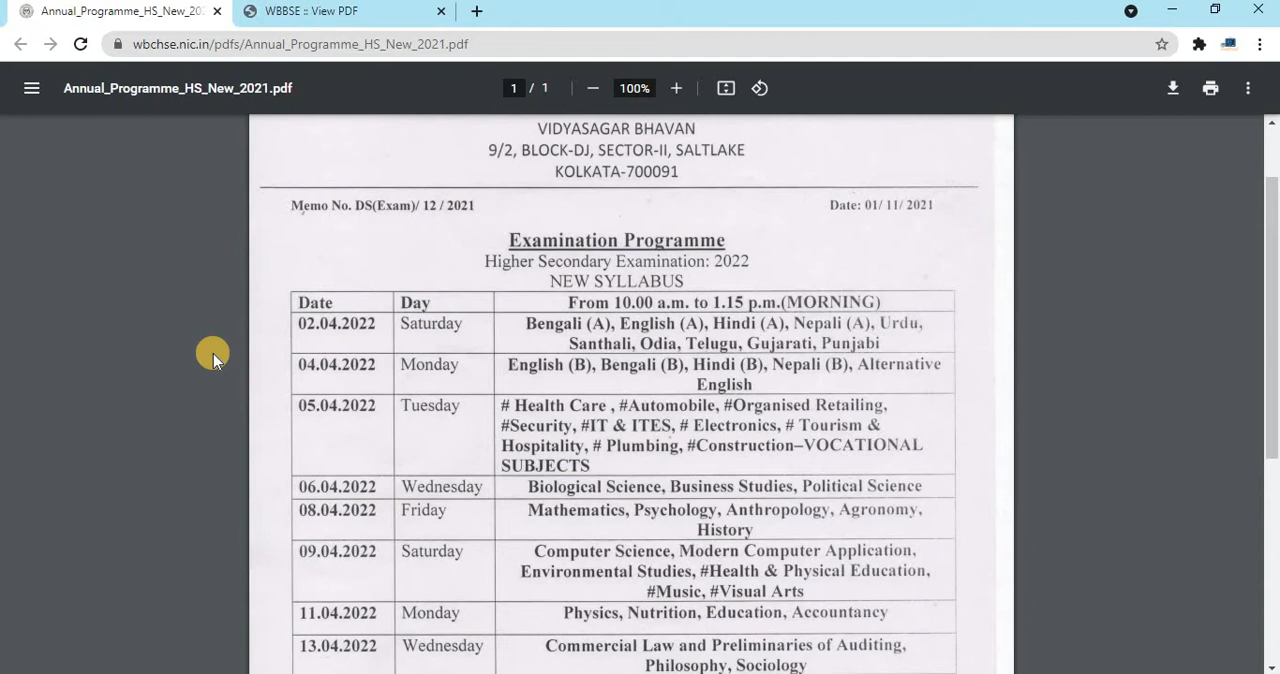 Annual_Programme_HS_New_20
WBBSE :: View PDF
wbchse.nic.in/pdfs/Annual_Programme_HS_New_2021.pdf
Annual_Programme_HS_New_2021.pdf
1 / 1
100%
VIDYASAGAR BHAVAN
9/2, BLOCK-DJ, SECTOR-II, SALTLAKE
KOLKATA-700091
Memo No. DS(Exam)/ 12 / 2021 Date: 01/ 11/ 2021
Examination Programme
Higher Secondary Examination: 2022
NEW SYLLABUS
Date Day From 10.00 a.m. to 1.15 p.m.(MORNING)
02.04.2022 Saturday Bengali (A), English (A), Hindi (A), Nepali (A), Urdu,
Santhali, Odia, Telugu, Gujarati, Punjabi
04.04.2022 Monday English (B), Bengali (B), Hindi (B), Nepali (B), Alternative
English
05.04.2022 Tuesday # Health Care , #Automobile, #Organised Retailing,
#Security, #IT & ITES, # Electronics, # Tourism &
Hospitality, # Plumbing, #Construction–VOCATIONAL
SUBJECTS
06.04.2022 Wednesday Biological Science, Business Studies, Political Science
08.04.2022 Friday Mathematics, Psychology, Anthropology, Agronomy,
History
09.04.2022 Saturday Computer Science, Modern Computer Application,
Environmental Studies, #Health & Physical Education,
#Music, #Visual Arts
11.04.2022 Monday Physics, Nutrition, Education, Accountancy
13.04.2022 Wednesday Commercial Law and Preliminaries of Auditing,
Philosophy, Sociology